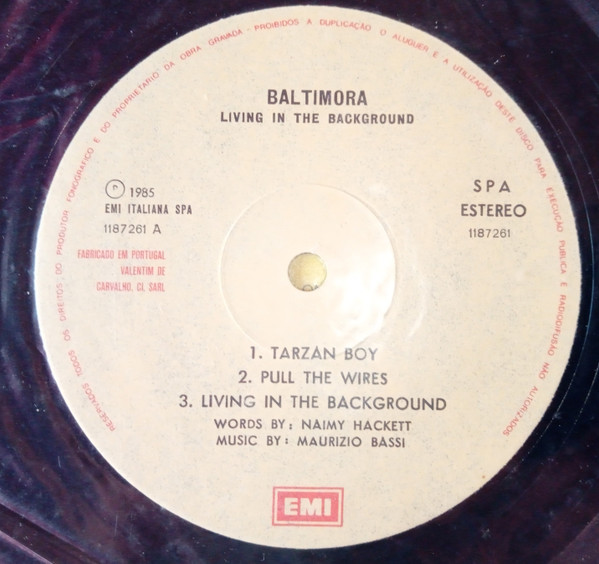 RESERVADOS TODOS OS DIREITOS DO PRODUTOR FONOGRAFICO E DO PROPRIETARIO DA OBRA GRAVADA - PROIBIDOS A DUPLICAÇÃO O ALUGUER E A UTILIZAÇÃO DESTE DISCO PARA EXECUÇÃO PUBLICA E RADIODIFUSÃO NÃO AUTORIZADOS
BALTIMORA
LIVING IN THE BACKGROUND
Ⓟ 1985
EMI ITALIANA SPA
1187261 A
SPA
ESTEREO
1187261
FABRICADO EM PORTUGAL
VALENTIM DE
CARVALHO, CI, SARL
1. TARZAN BOY
2. PULL THE WIRES
3. LIVING IN THE BACKGROUND
WORDS BY: NAIMY HACKETT
MUSIC BY: MAURIZIO BASSI
EMI